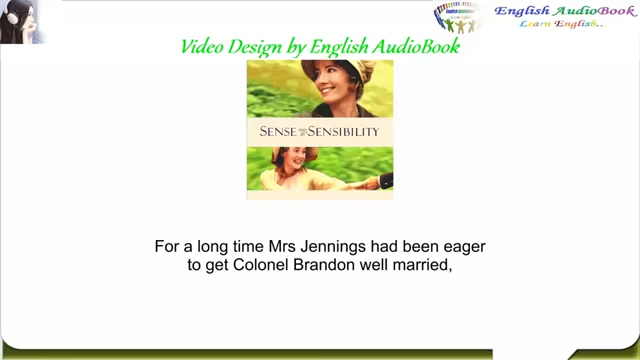 English AudioBook
Learn English...
Video Design by English AudioBook
SENSE AND SENSIBILITY
For a long time Mrs Jennings had been eager
to get Colonel Brandon well married,